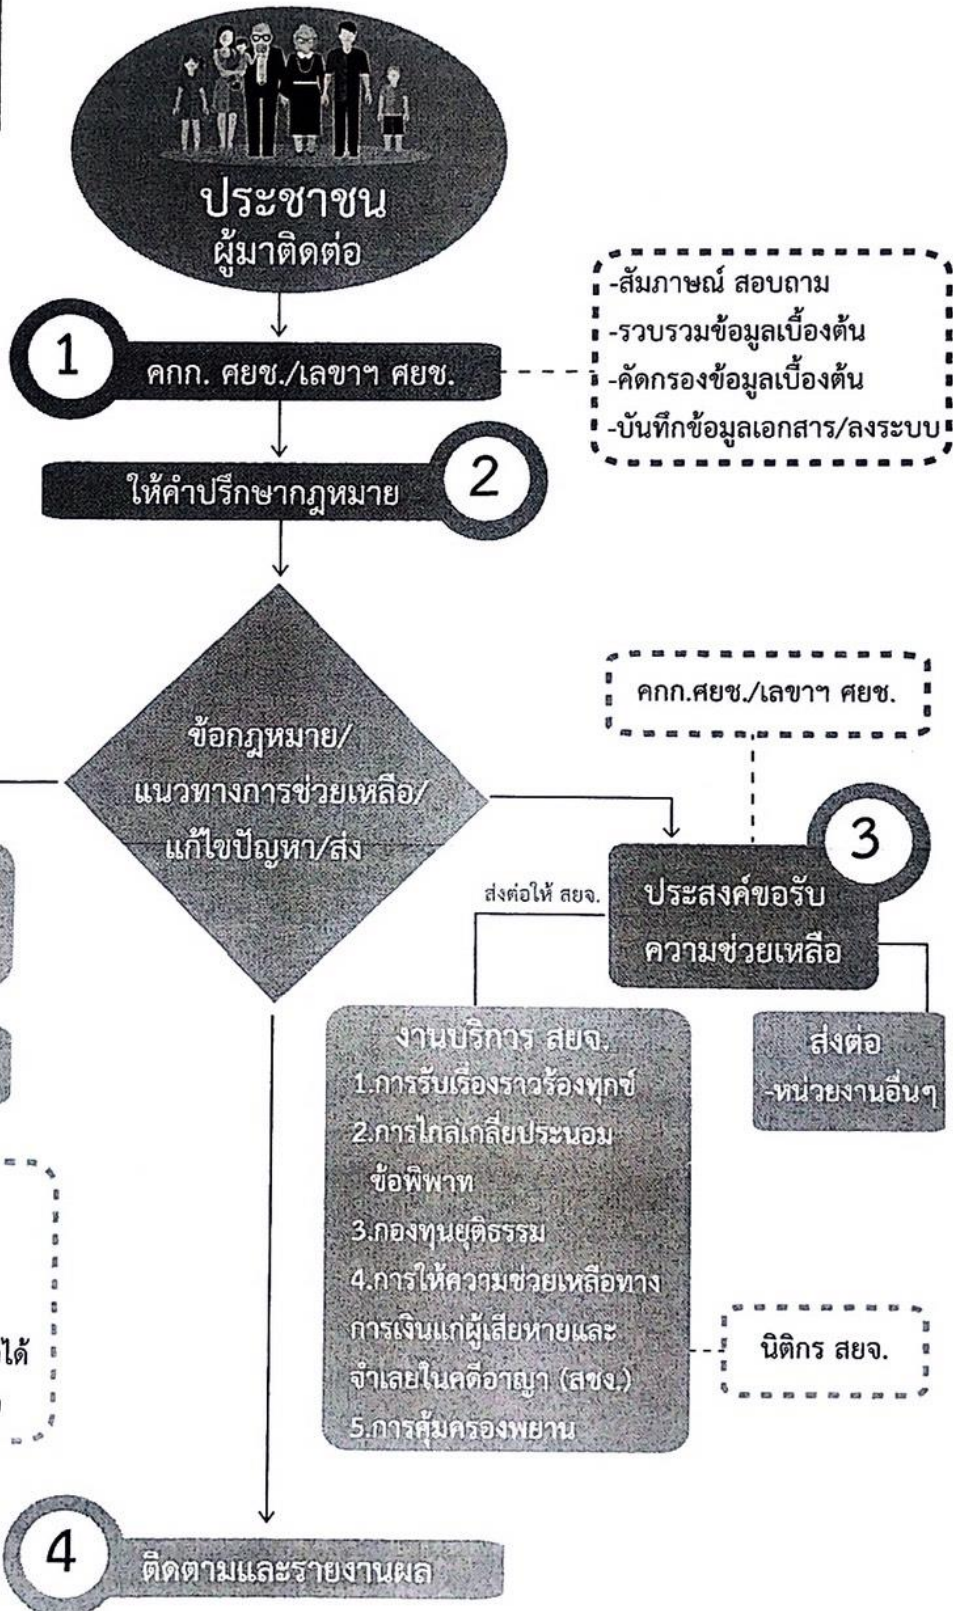 ประชาชน
ผู้มาติดต่อ
1
คกก. ศยช./เลขาฯ ศยช.
-สัมภาษณ์ สอบถาม
-รวบรวมข้อมูลเบื้องต้น
-คัดกรองข้อมูลเบื้องต้น
-บันทึกข้อมูลเอกสาร/ลงระบบ
ให้คำปรึกษากฎหมาย
2
ข้อกฎหมาย/
แนวทางการช่วยเหลือ/
แก้ไขปัญหา/ส่ง
คกก.ศยช./เลขาฯ ศยช.
3
ประสงค์ขอรับ
ความช่วยเหลือ
ส่งต่อให้ สยจ.
ส่งต่อ
-หน่วยงานอื่นๆ
งานบริการ สยจ.
1.การรับเรื่องราวร้องทุกข์
2.การไกล่เกลี่ยประนอม
ข้อพิพาท
3.กองทุนยุติธรรม
4.การให้ความช่วยเหลือทาง
การเงินแก่ผู้เสียหายและ
จำเลยในคดีอาญา (สชง.)
5.การคุ้มครองพยาน
นิติกร สยจ.
ได้
4
ติดตามและรายงานผล